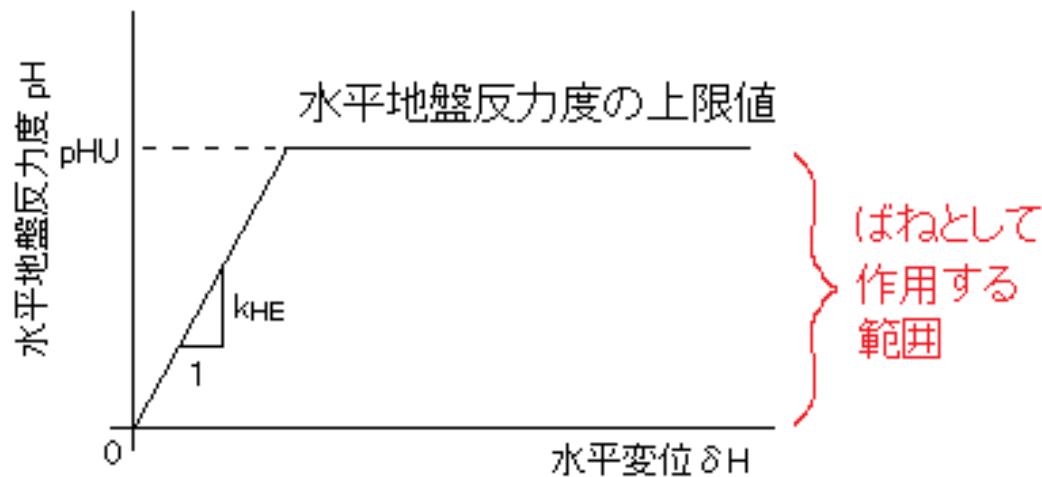 水平地盤反力度の上限値
水平地盤反力度 pH
pHU
kHE
1
0
水平変位 δH
ばねとして
作用する
範囲